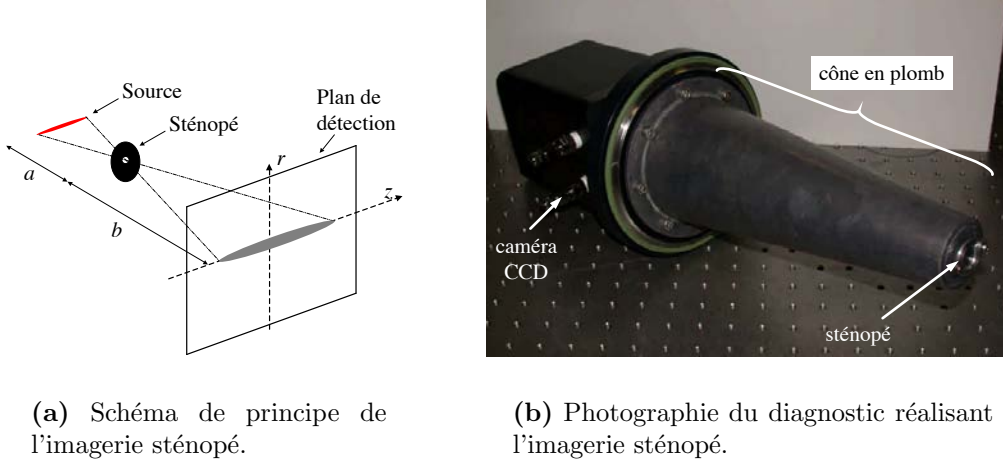 Source
Sténopé
Plan de
détection
r
z
a
b
(a) Schéma de principe de
l'imagerie sténopé.
cône en plomb
caméra
CCD
sténopé
(b) Photographie du diagnostic réalisant
l'imagerie sténopé.